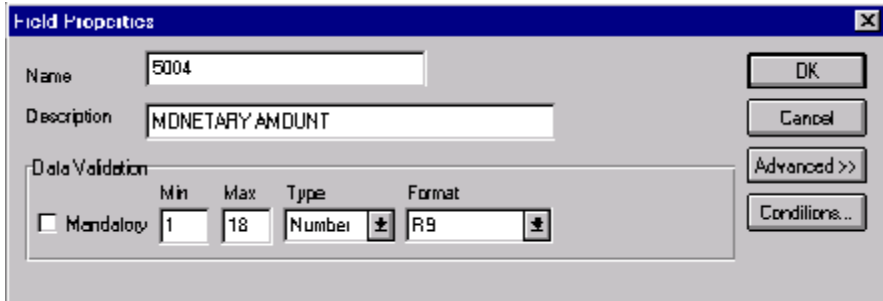 Field Properties
Name 5004
Description MONETARY AMOUNT
Data Validation
Min Max Type Format
Mandatory 1 18 Number R9
OK
Cancel
Advanced >>
Conditions...